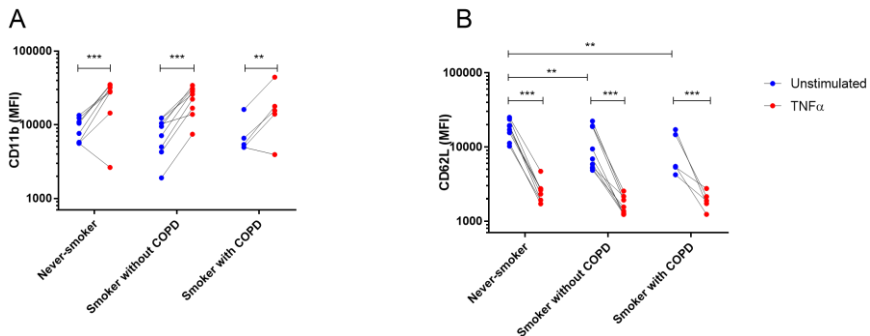 A
CD11b (MFI)
100000
10000
1000
***
***
**
Never-smoker
Smoker without COPD
Smoker with COPD
B
CD62L (MFI)
100000
10000
1000
**
**
***
***
***
Never-smoker
Smoker without COPD
Smoker with COPD
Unstimulated
TNFα